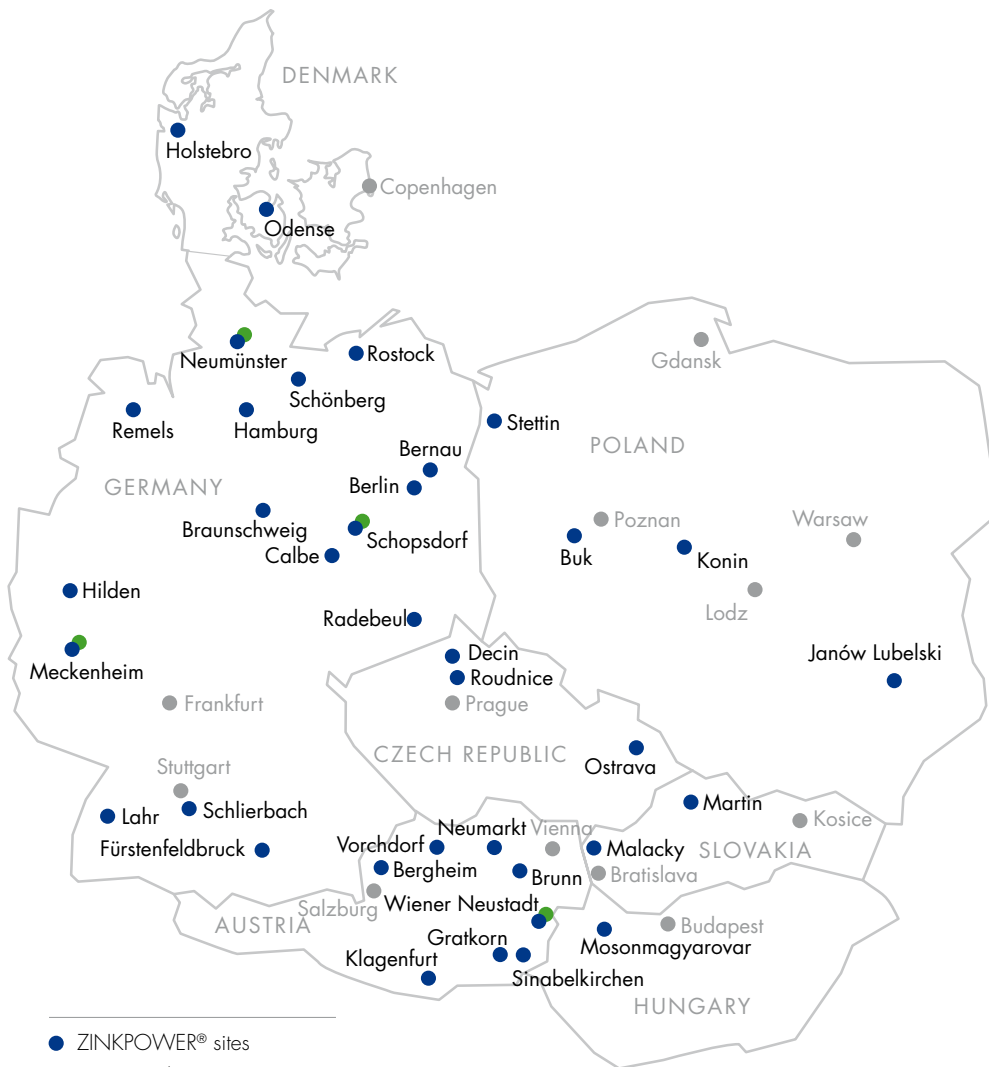 DENMARK
Holstebro
Copenhagen
Odense
Neumünster
Rostock
Gdansk
Schönberg
Remels
Hamburg
Stettin
POLAND
Bernau
GERMANY
Berlin
Braunschweig
Schopsdorf
Poznan
Warsaw
Calbe
Buk
Konin
Hilden
Lodz
Radebeul
Meckenheim
Decin
Janów Lubelski
Roudnice
Frankfurt
Prague
CZECH REPUBLIC
Stuttgart
Ostrava
Lahr
Schlierbach
Martin
Kosice
Fürstenfeldbruck
Vorchdorf
Neumarkt
Vienna
Malacky
SLOVAKIA
Bergheim
Brunn
Bratislava
Salzburg
Wiener Neustadt
AUSTRIA
Budapest
Gratkorn
Mosonmagyarovar
Klagenfurt
Sinabelkirchen
HUNGARY
ZINKPOWER® sites